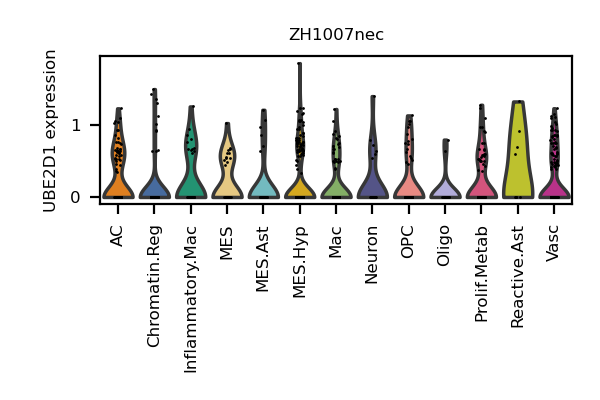 ZH1007nec
UBE2D1 expression
1
0
AC
Chromatin.Reg
Inflammatory.Mac
MES
MES.Ast
MES.Hyp
Mac
Neuron
OPC
Oligo
Prolif.Metab
Reactive.Ast
Vasc